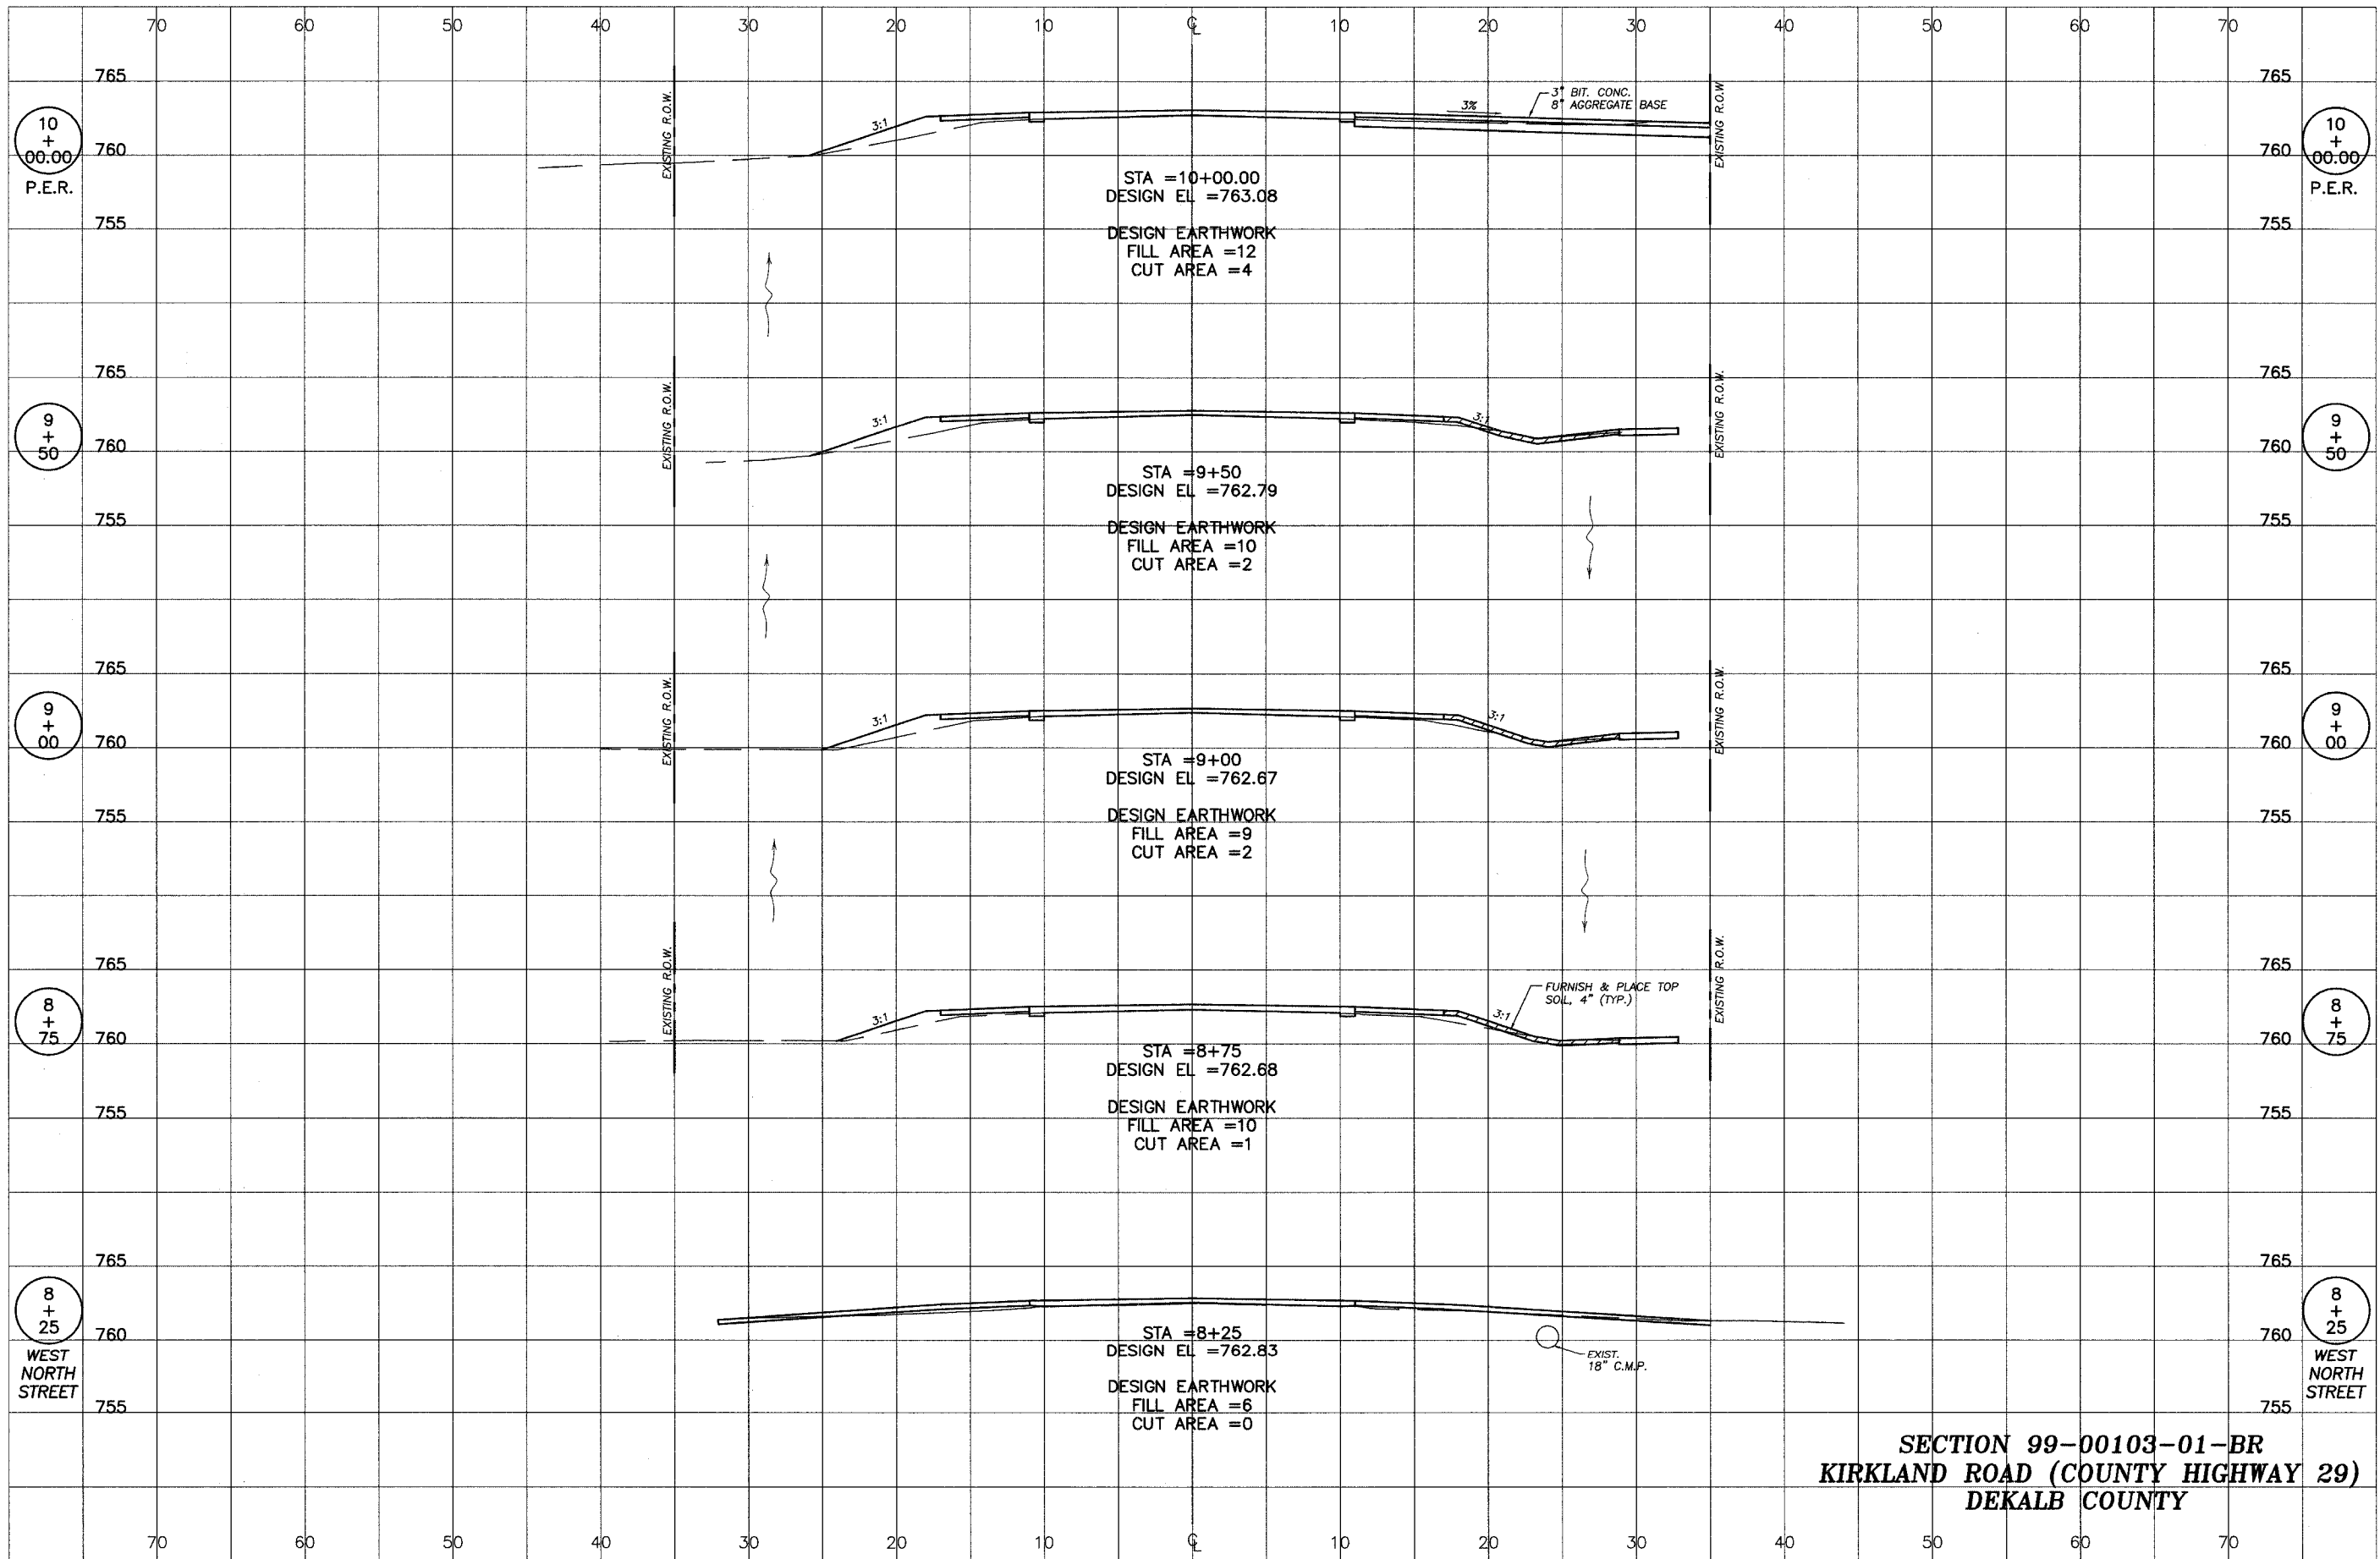 70 60 50 40 30 20 10 ℄ 10 20 30 40 50 60 70
765 765
EXISTING R.O.W.
EXISTING R.O.W.
10
+
00.00
P.E.R.
3:1
3%
3" BIT. CONC.
8" AGGREGATE BASE
10
+
00.00
P.E.R.
760 760
STA =10+00.00
DESIGN EL =763.08
755 755
DESIGN EARTHWORK
FILL AREA =12
CUT AREA =4
765 765
EXISTING R.O.W.
EXISTING R.O.W.
9
+
50
3:1
3:1
9
+
50
760 760
STA =9+50
DESIGN EL =762.79
755 755
DESIGN EARTHWORK
FILL AREA =10
CUT AREA =2
765 765
EXISTING R.O.W.
EXISTING R.O.W.
9
+
00
3:1
3:1
9
+
00
760 760
STA =9+00
DESIGN EL =762.67
755 755
DESIGN EARTHWORK
FILL AREA =9
CUT AREA =2
765 765
EXISTING R.O.W.
EXISTING R.O.W.
8
+
75
3:1
3:1
FURNISH & PLACE TOP
SOIL, 4" (TYP.)
8
+
75
760 760
STA =8+75
DESIGN EL =762.68
755 755
DESIGN EARTHWORK
FILL AREA =10
CUT AREA =1
765 765
8
+
25
WEST
NORTH
STREET
8
+
25
WEST
NORTH
STREET
760 760
STA =8+25
DESIGN EL =762.83
EXIST.
18" C.M.P.
755 755
DESIGN EARTHWORK
FILL AREA =6
CUT AREA =0
SECTION 99-00103-01-BR
KIRKLAND ROAD (COUNTY HIGHWAY 29)
DEKALB COUNTY
70 60 50 40 30 20 10 ℄ 10 20 30 40 50 60 70